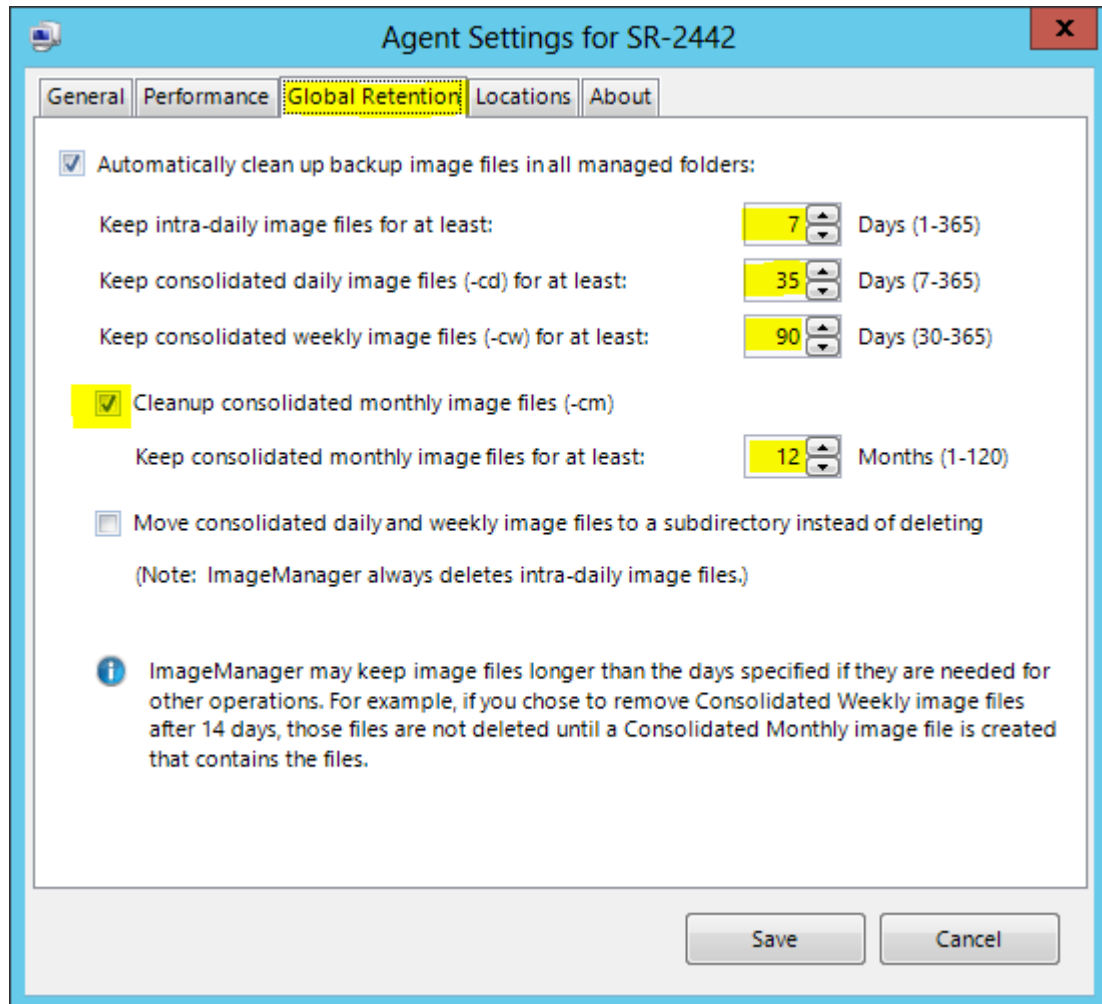 Agent Settings for SR-2442
x
General Performance Global Retention Locations About
Automatically clean up backup image files in all managed folders:
Keep intra-daily image files for at least: 7 Days (1-365)
Keep consolidated daily image files (-cd) for at least: 35 Days (7-365)
Keep consolidated weekly image files (-cw) for at least: 90 Days (30-365)
Cleanup consolidated monthly image files (-cm)
Keep consolidated monthly image files for at least: 12 Months (1-120)
Move consolidated daily and weekly image files to a subdirectory instead of deleting
(Note: ImageManager always deletes intra-daily image files.)
ImageManager may keep image files longer than the days specified if they are needed for
other operations. For example, if you chose to remove Consolidated Weekly image files
after 14 days, those files are not deleted until a Consolidated Monthly image file is created
that contains the files.
Save Cancel